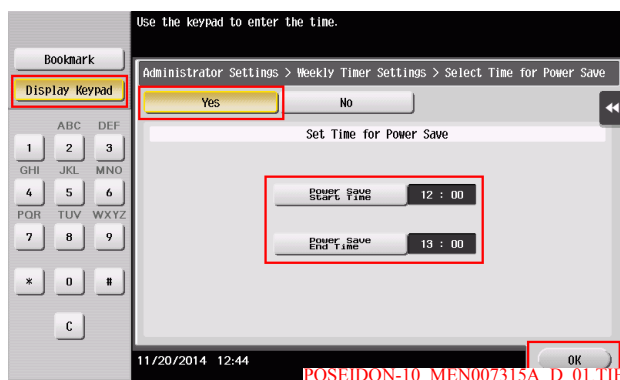 Use the keypad to enter the time.
Bookmark
Display Keypad
Administrator Settings > Weekly Timer Settings > Select Time for Power Save
Yes No
Set Time for Power Save
ABC DEF
1 2 3
GHI JKL MNO
4 5 6
PQR TUV WXYZ
7 8 9
* 0 #
C
Power Save
Start Time
12 : 00
Power Save
End Time
13 : 00
11/20/2014 12:44
OK
POSEIDON-10_MEN007315A_D_01 TIF